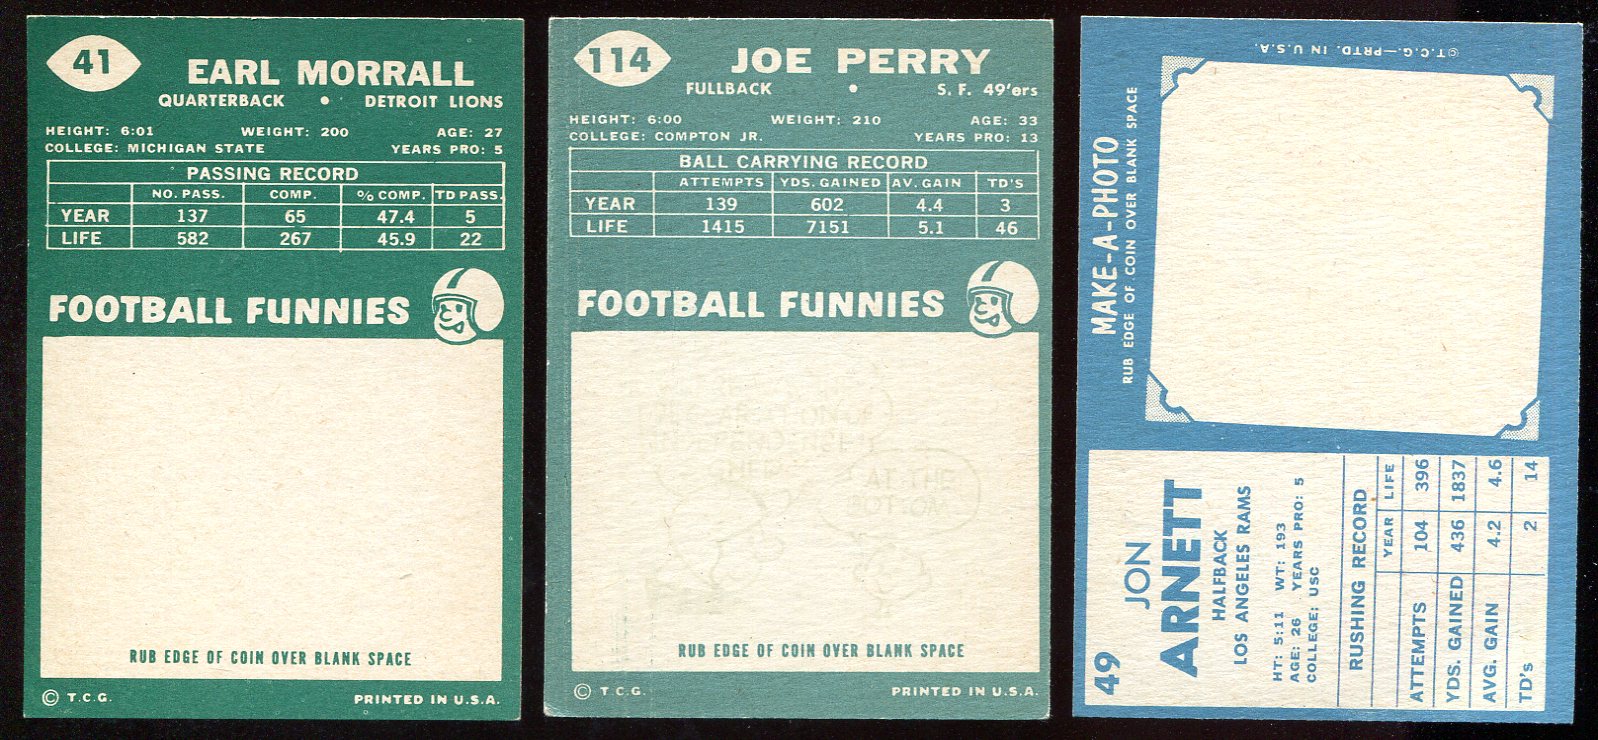 41
EARL MORRALL
QUARTERBACK • DETROIT LIONS
HEIGHT: 6:01 WEIGHT: 200 AGE: 27
COLLEGE: MICHIGAN STATE YEARS PRO: 5
PASSING RECORD
NO. PASS. COMP. % COMP. TD PASS.
YEAR 137 65 47.4 5
LIFE 582 267 45.9 22
FOOTBALL FUNNIES
RUB EDGE OF COIN OVER BLANK SPACE
© T.C.G. PRINTED IN U.S.A.
114
JOE PERRY
FULLBACK • S. F. 49'ers
HEIGHT: 6:00 WEIGHT: 210 AGE: 33
COLLEGE: COMPTON JR. YEARS PRO: 13
BALL CARRYING RECORD
ATTEMPTS YDS. GAINED AV. GAIN TD'S
YEAR 139 602 4.4 3
LIFE 1415 7151 5.1 46
FOOTBALL FUNNIES
RUB EDGE OF COIN OVER BLANK SPACE
© T.C.G. PRINTED IN U.S.A.
©T.C.G.—PRTD. IN U.S.A.
MAKE-A-PHOTO
RUB EDGE OF COIN OVER BLANK SPACE
49
JON
ARNETT
HALFBACK
LOS ANGELES RAMS
HT: 5:11 WT: 193
AGE: 26 YEARS PRO: 5
COLLEGE: USC
RUSHING RECORD
YEAR LIFE
ATTEMPTS 104 396
YDS. GAINED 436 1837
AVG. GAIN 4.2 4.6
TD's 2 14